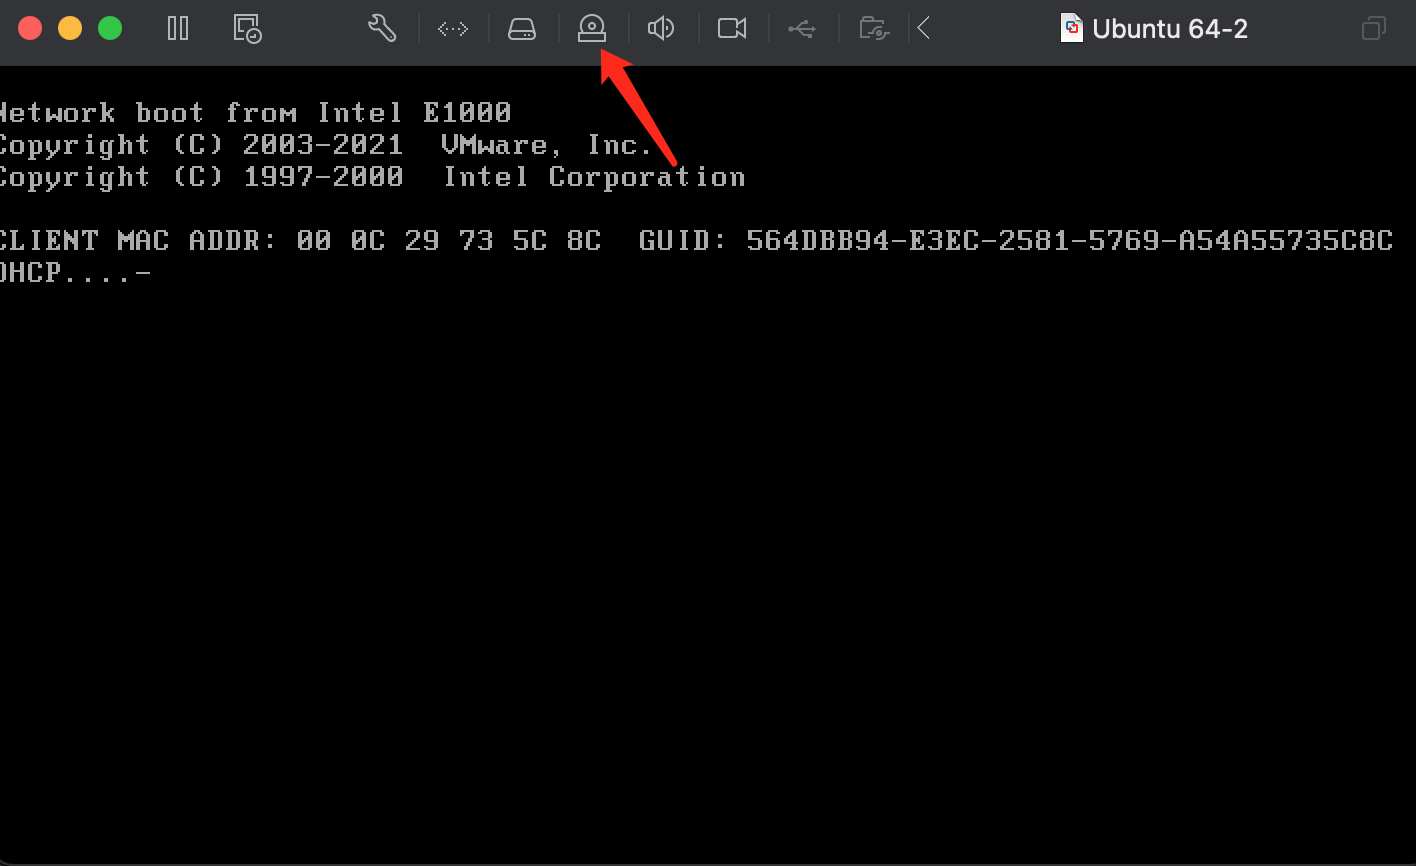 Ubuntu 64-2
Network boot from Intel E1000
Copyright (C) 2003-2021  VMware, Inc.
Copyright (C) 1997-2000  Intel Corporation
CLIENT MAC ADDR: 00 0C 29 73 5C 8C  GUID: 564DBB94-E3EC-2581-5769-A54A55735C8C
DHCP....-